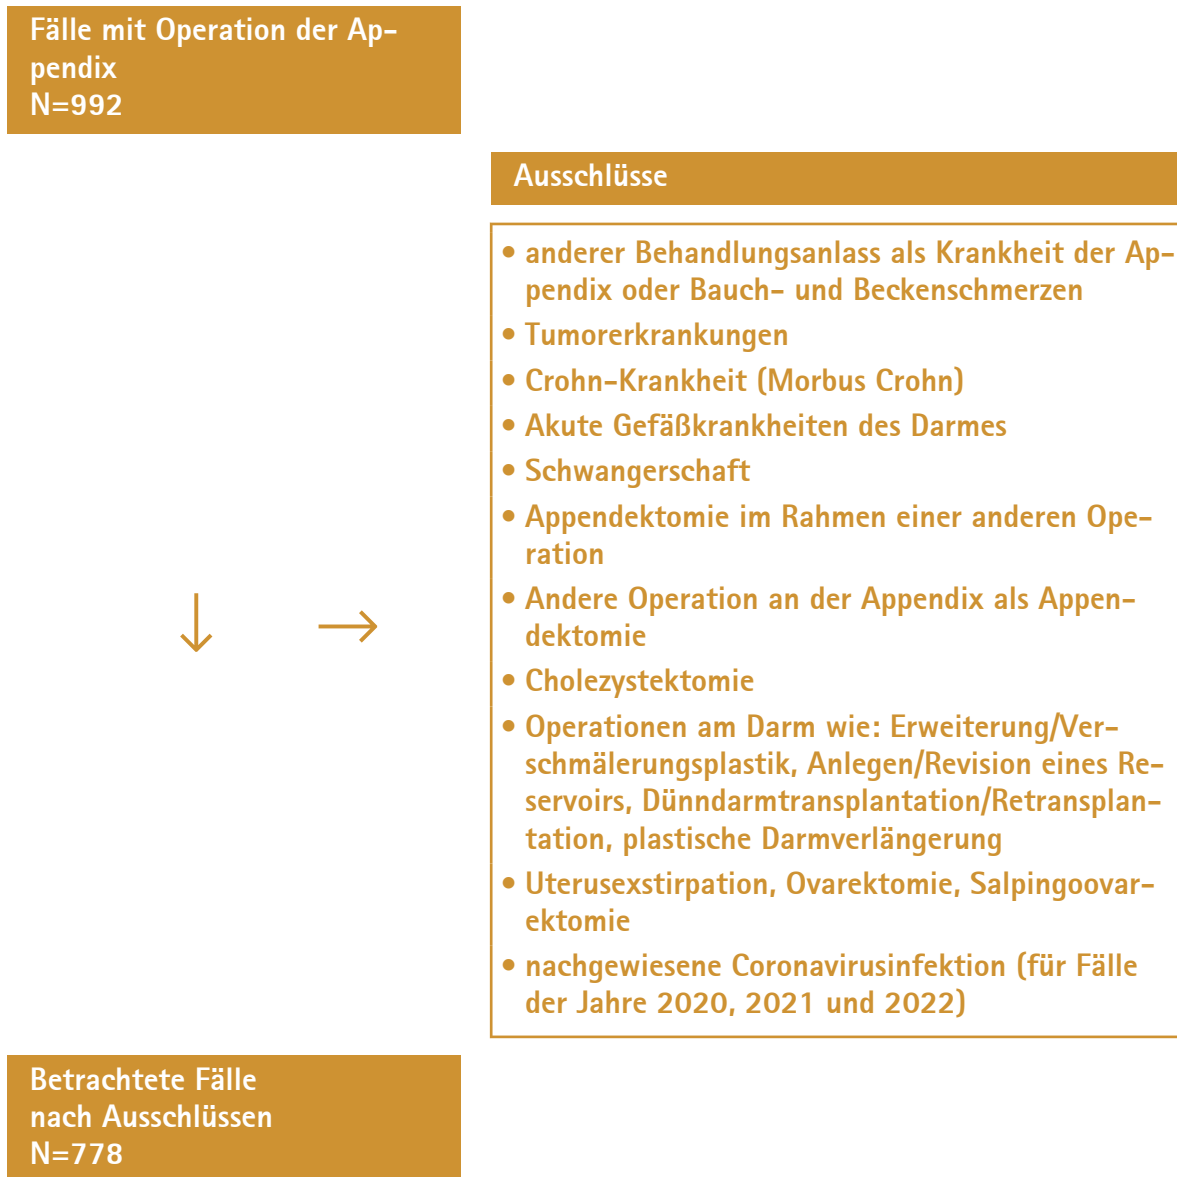 Fälle mit Operation der Ap-
pendix
N=992
Ausschlüsse
• anderer Behandlungsanlass als Krankheit der Ap-
pendix oder Bauch- und Beckenschmerzen
• Tumorerkrankungen
• Crohn-Krankheit (Morbus Crohn)
• Akute Gefäßkrankheiten des Darmes
• Schwangerschaft
• Appendektomie im Rahmen einer anderen Ope-
ration
• Andere Operation an der Appendix als Appen-
dektomie
• Cholezystektomie
• Operationen am Darm wie: Erweiterung/Ver-
schmälerungsplastik, Anlegen/Revision eines Re-
servoirs, Dünndarmtransplantation/Retransplan-
tation, plastische Darmverlängerung
• Uterusexstirpation, Ovarektomie, Salpingoovar-
ektomie
• nachgewiesene Coronavirusinfektion (für Fälle
der Jahre 2020, 2021 und 2022)
Betrachtete Fälle
nach Ausschlüssen
N=778